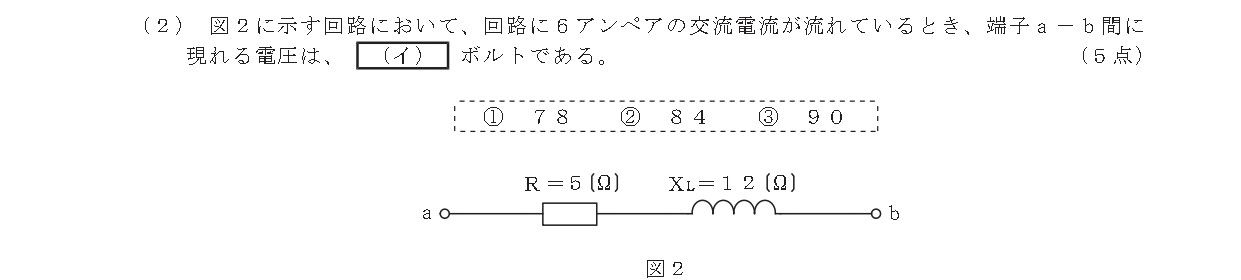 (２) 図２に示す回路において、回路に６アンペアの交流電流が流れているとき、端子ａ－ｂ間に
現れる電圧は、 (イ) ボルトである。 (５点)
① ７８ ② ８４ ③ ９０
Ｒ＝５〔Ω〕 ＸL＝１２〔Ω〕
a b
図２